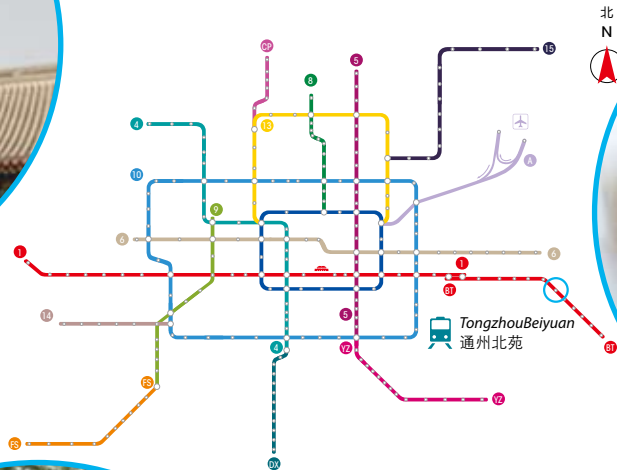 北
N
CP
5
15
8
4
13
10
A
9
6
6
1
1
BT
14
5
TongzhouBeiyuan
通州北苑
4
YZ
BT
FS
YZ
FS
DX